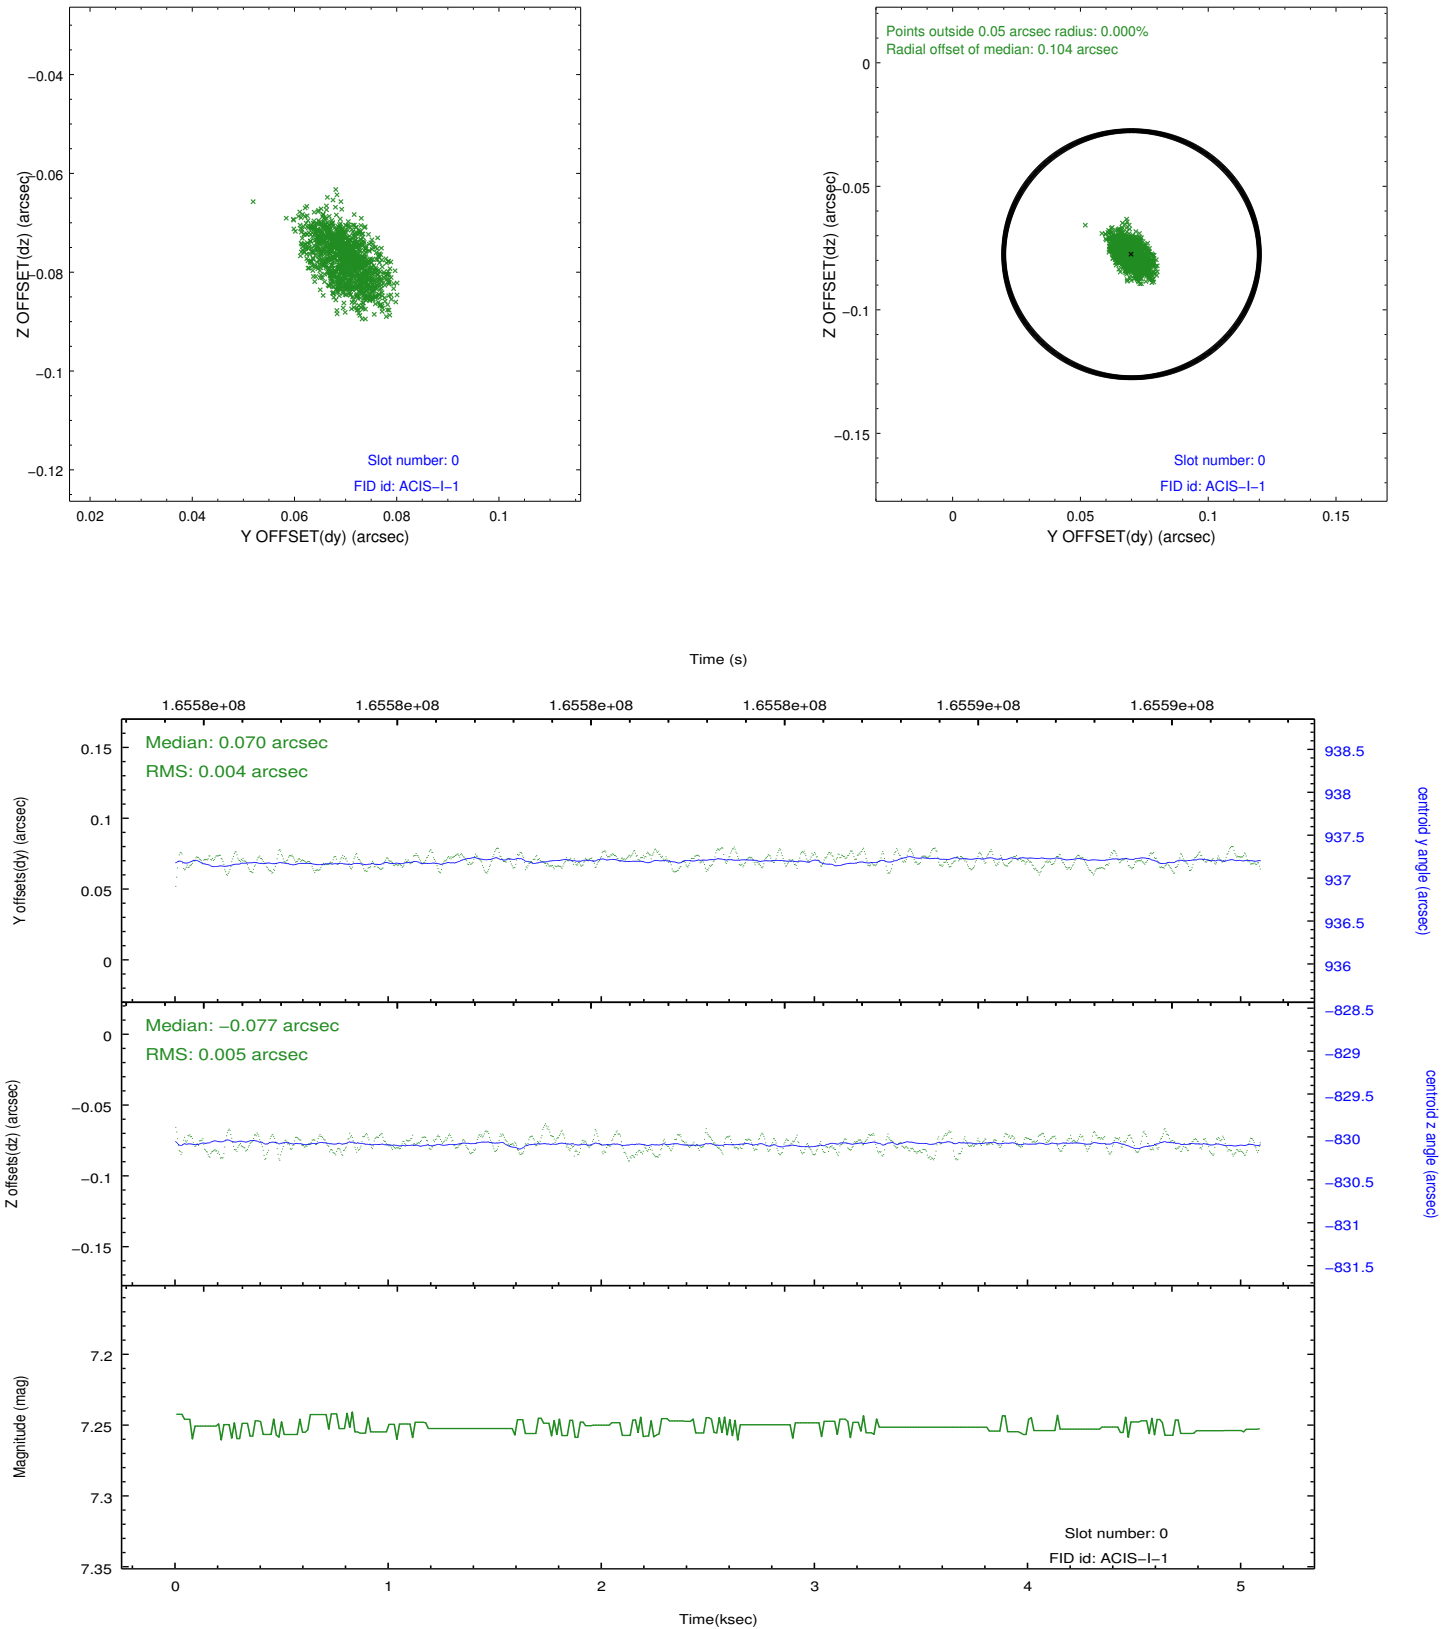 −0.04
−0.06
−0.08
−0.1
−0.12
Z OFFSET(dz) (arcsec)
Slot number: 0
FID id: ACIS−I−1
0.02
0.04
0.06
0.08
0.1
Y OFFSET(dy) (arcsec)
Points outside 0.05 arcsec radius: 0.000%
Radial offset of median: 0.104 arcsec
0
−0.05
−0.1
−0.15
Z OFFSET(dz) (arcsec)
Slot number: 0
FID id: ACIS−I−1
0
0.05
0.1
0.15
Y OFFSET(dy) (arcsec)
Time (s)
1.6558e+08
1.6558e+08
1.6558e+08
1.6558e+08
1.6559e+08
1.6559e+08
Median: 0.070 arcsec
RMS: 0.004 arcsec
0.15
0.1
0.05
0
Y offsets(dy) (arcsec)
938.5
938
937.5
937
936.5
936
centroid y angle (arcsec)
Median: −0.077 arcsec
RMS: 0.005 arcsec
0
−0.05
−0.1
−0.15
Z offsets(dz) (arcsec)
−828.5
−829
−829.5
−830
−830.5
−831
−831.5
centroid z angle (arcsec)
7.2
7.25
7.3
7.35
Magnitude (mag)
Slot number: 0
FID id: ACIS−I−1
0
1
2
3
4
5
Time(ksec)